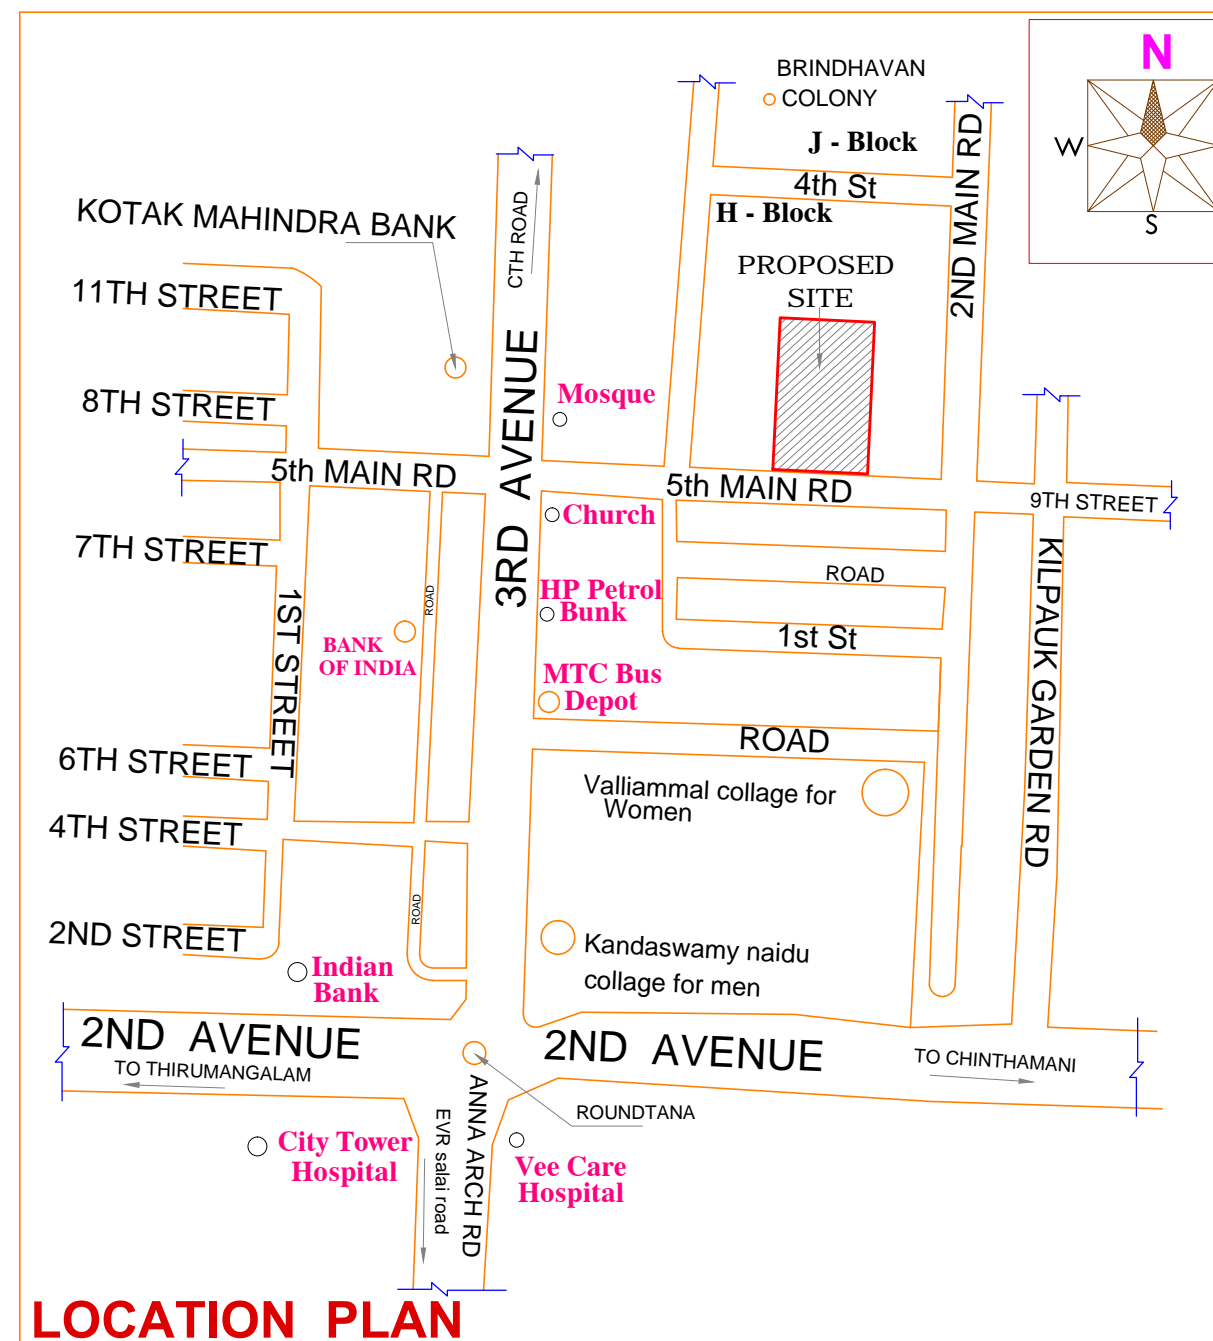 N
W
S
BRINDHAVAN
COLONY
J - Block
4th St
H - Block
2ND MAIN RD
PROPOSED
SITE
KOTAK MAHINDRA BANK
CTH ROAD
11TH STREET
8TH STREET
3RD AVENUE
Mosque
5th MAIN RD
5th MAIN RD
9TH STREET
Church
7TH STREET
1ST STREET
ROAD
HP Petrol
Bunk
ROAD
KILPAUK GARDEN RD
1st St
BANK
OF INDIA
MTC Bus
Depot
ROAD
6TH STREET
Valliammal collage for
Women
4TH STREET
ROAD
2ND STREET
Kandaswamy naidu
collage for men
Indian
Bank
2ND AVENUE
2ND AVENUE
TO THIRUMANGALAM
TO CHINTHAMANI
ROUNDTANA
ANNA ARCH RD
EVR salai road
City Tower
Hospital
Vee Care
Hospital
LOCATION PLAN